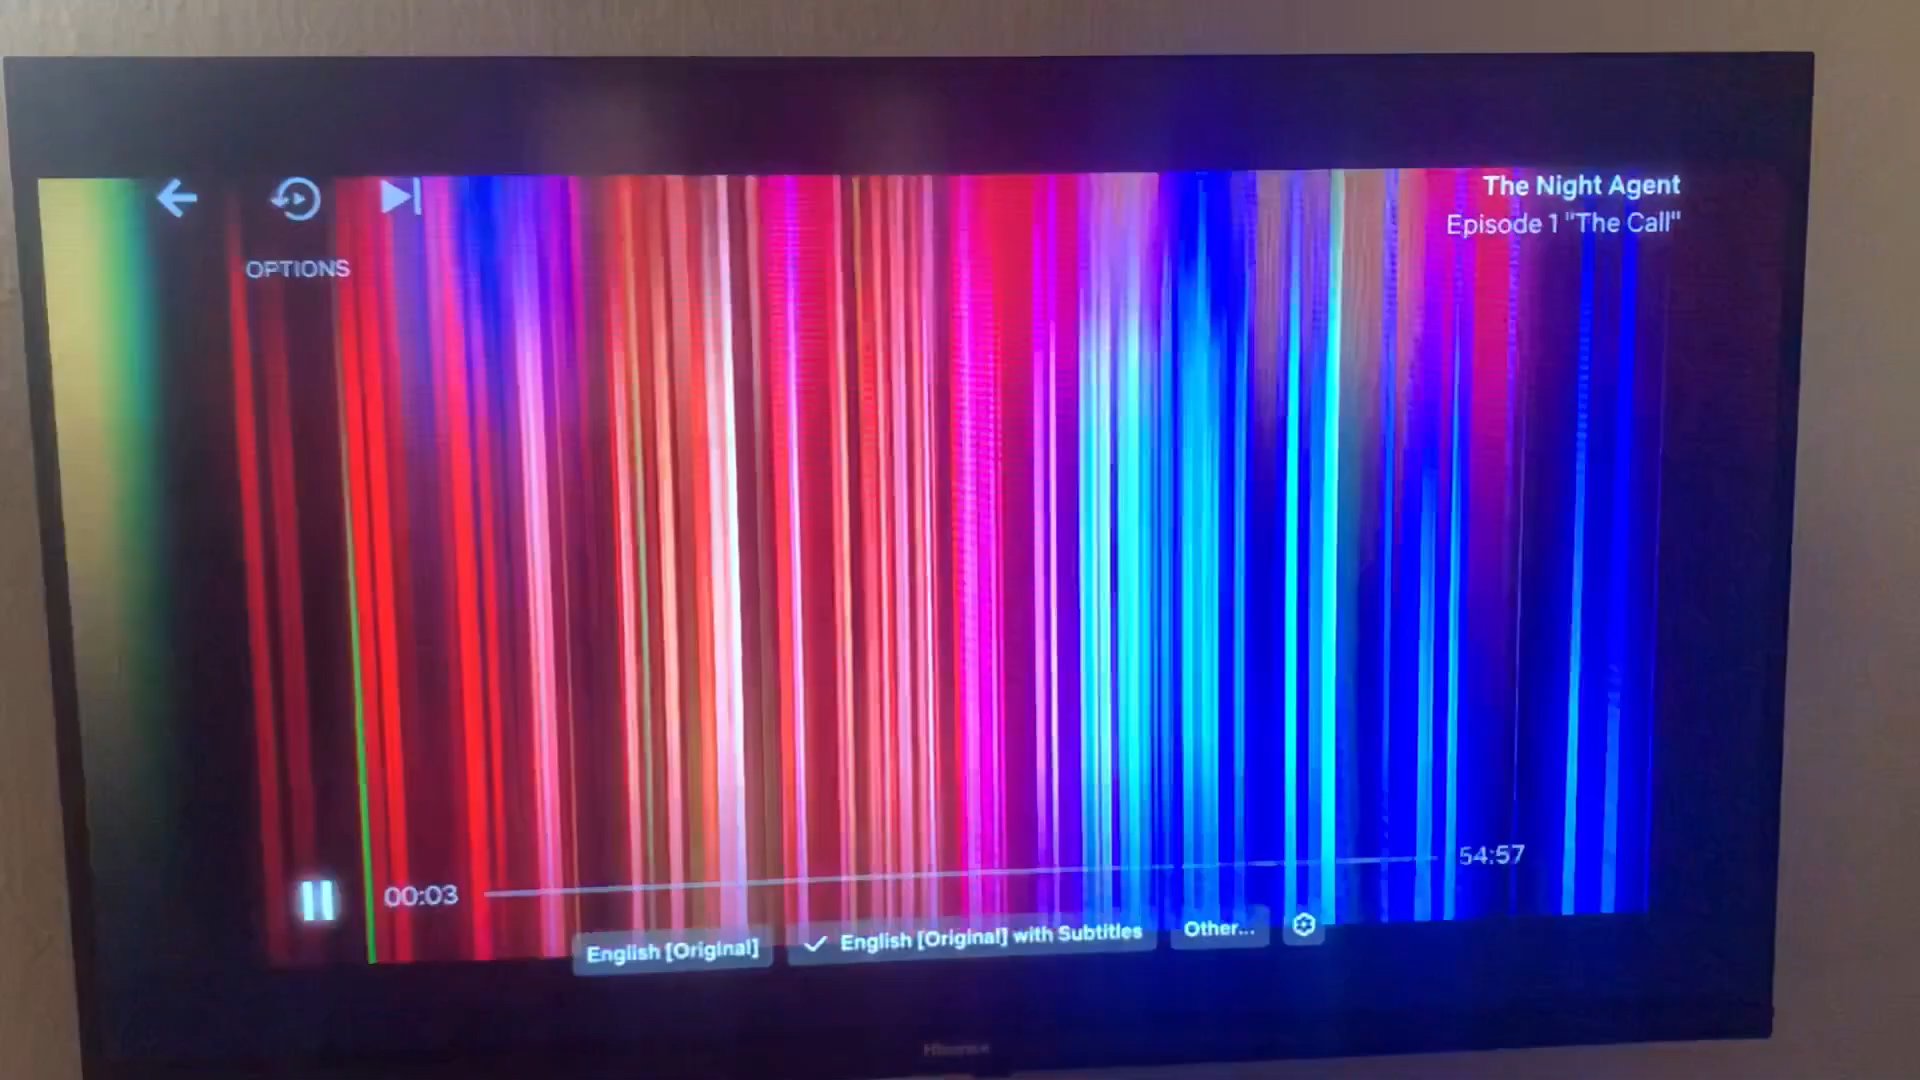 The Night Agent
Episode 1 "The Call"
OPTIONS
00:03
54:57
English [Original]
English [Original] with Subtitles
Other...
Hisense